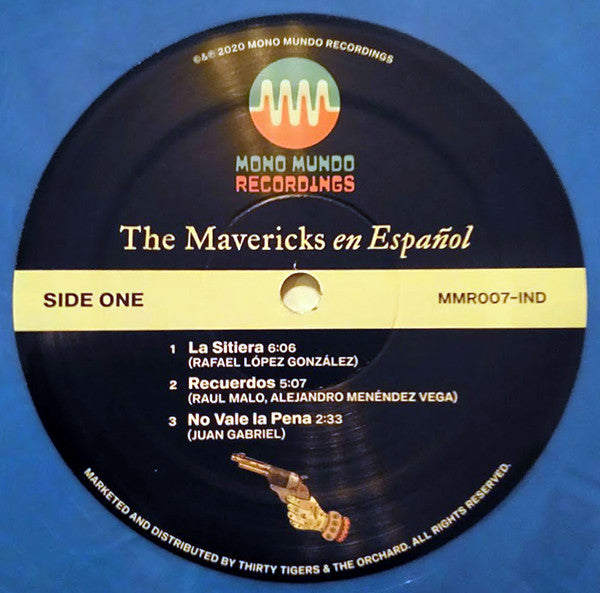 ©&℗ 2020 MONO MUNDO RECORDINGS
MONO MUNDO
RECORDINGS
The Mavericks en Español
SIDE ONE
MMR007-IND
1 La Sitiera 6:06
(RAFAEL LÓPEZ GONZÁLEZ)
2 Recuerdos 5:07
(RAUL MALO, ALEJANDRO MENÉNDEZ VEGA)
3 No Vale la Pena 2:33
(JUAN GABRIEL)
MARKETED AND DISTRIBUTED BY THIRTY TIGERS & THE ORCHARD. ALL RIGHTS RESERVED.